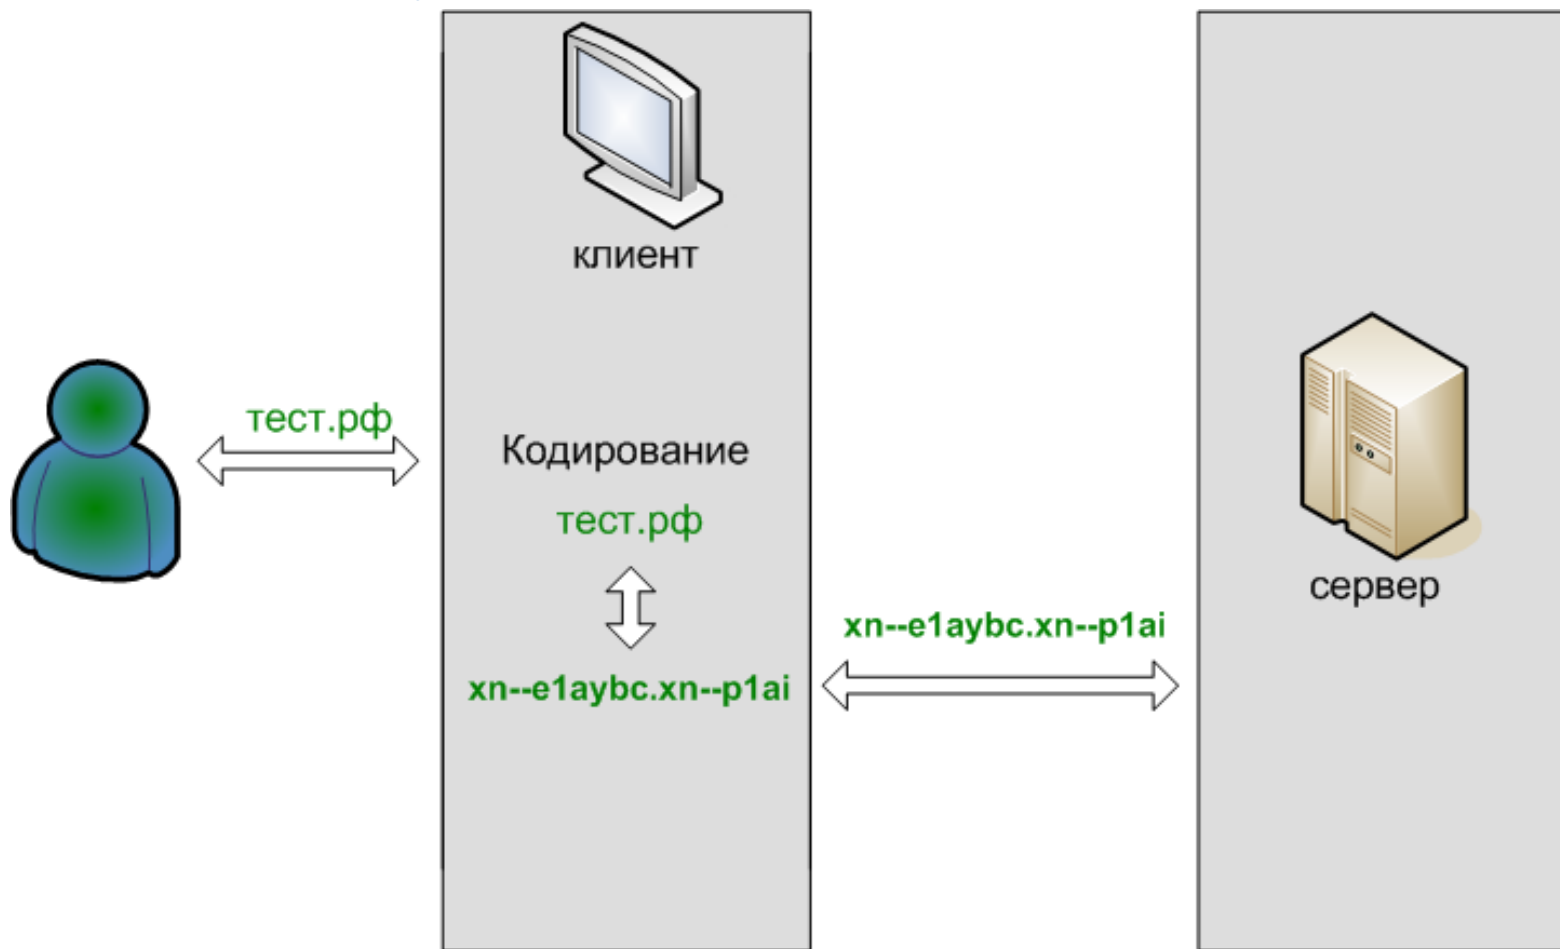 клиент
тест.рф
Кодирование
тест.рф
xn--e1aybc.xn--p1ai
xn--e1aybc.xn--p1ai
сервер